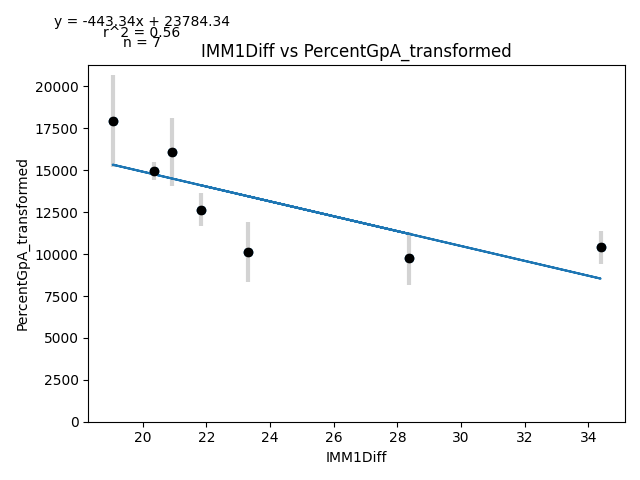 y = -443.34x + 23784.34
r^2 = 0.56
n = 7
IMM1Diff vs PercentGpA_transformed
PercentGpA_transformed
20000
17500
15000
12500
10000
7500
5000
2500
0
20 22 24 26 28 30 32 34
IMM1Diff